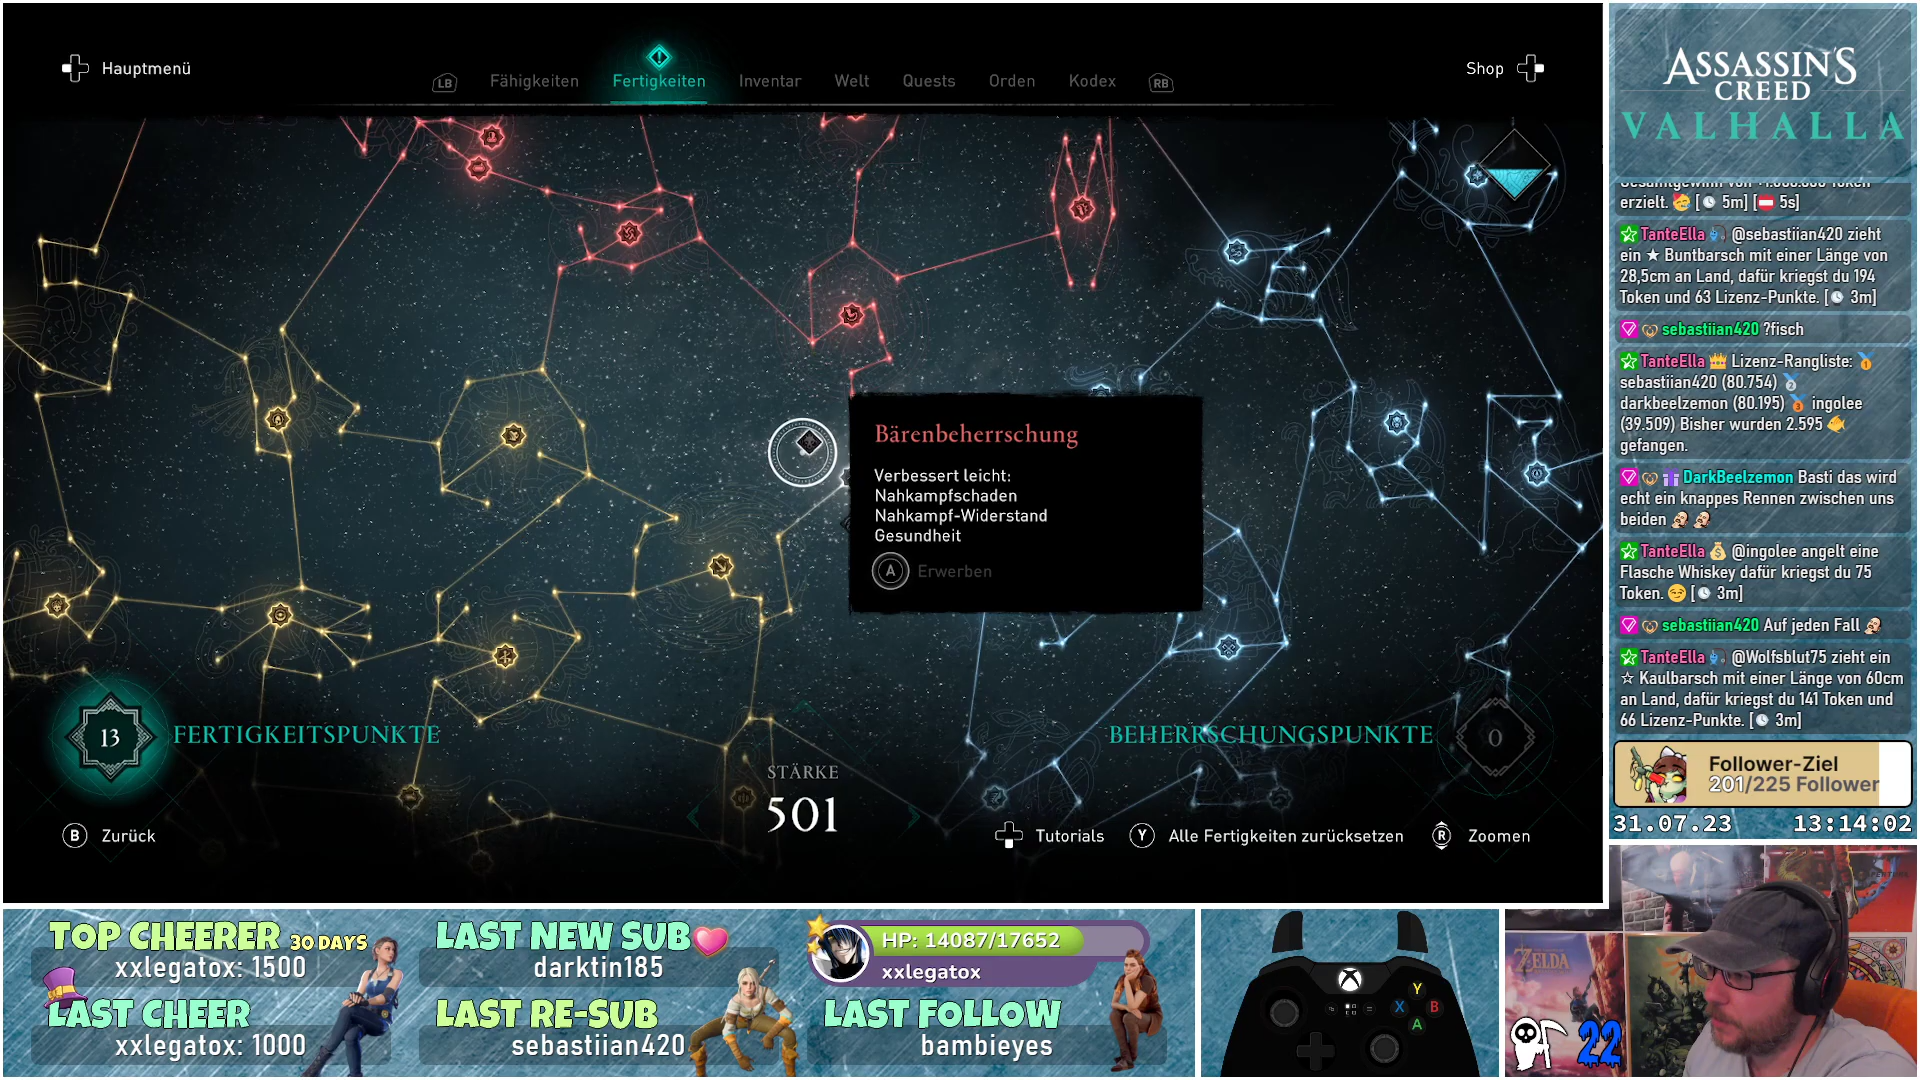 Hauptmenü
LB
Fähigkeiten
Fertigkeiten
Inventar
Welt
Quests
Orden
Kodex
RB
Shop
Bärenbeherrschung
Verbessert leicht:
Nahkampfschaden
Nahkampf-Widerstand
Gesundheit
A Erwerben
13
FERTIGKEITSPUNKTE
BEHERRSCHUNGSPUNKTE
0
STÄRKE
501
B Zurück
Tutorials
Y Alle Fertigkeiten zurücksetzen
R Zoomen
ASSASSIN'S
CREED
VALHALLA
erzielt. 🥳 [🕓 5m] [⛔ 5s]
TanteElla @sebastiian420 zieht
ein ★ Buntbarsch mit einer Länge von
28,5cm an Land, dafür kriegst du 194
Token und 63 Lizenz-Punkte. [🕓 3m]
sebastiian420 ?fisch
TanteElla 👑 Lizenz-Rangliste: 🥇
sebastiian420 (80.754) 🥈
darkbeelzemon (80.195) 🥉 ingolee
(39.509) Bisher wurden 2.595 🐠
gefangen.
DarkBeelzemon Basti das wird
echt ein knappes Rennen zwischen uns
beiden
TanteElla 💰 @ingolee angelt eine
Flasche Whiskey dafür kriegst du 75
Token. 😏 [🕓 3m]
sebastiian420 Auf jeden Fall
TanteElla @Wolfsblut75 zieht ein
☆ Kaulbarsch mit einer Länge von 60cm
an Land, dafür kriegst du 141 Token und
66 Lizenz-Punkte. [🕓 3m]
Follower-Ziel
201/225 Follower
31.07.23 13:14:02
TOP CHEERER 30 DAYS
xxlegatox: 1500
LAST CHEER
xxlegatox: 1000
LAST NEW SUB
darktin185
LAST RE-SUB
sebastiian420
HP: 14087/17652
xxlegatox
LAST FOLLOW
bambieyes
Y
X
B
A
ZELDA
22